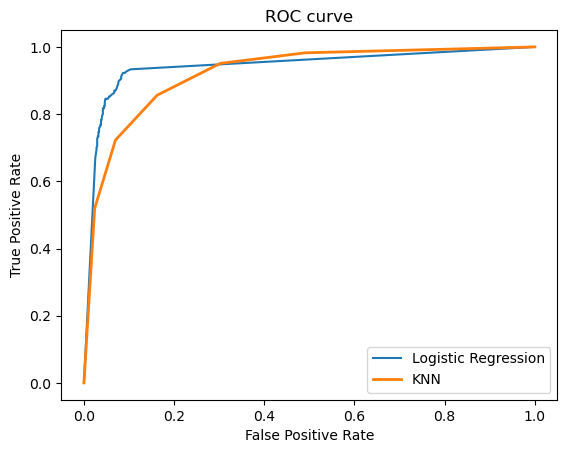 ROC curve
1.0
0.8
0.6
0.4
0.2
0.0
True Positive Rate
Logistic Regression
KNN
0.0 0.2 0.4 0.6 0.8 1.0
False Positive Rate